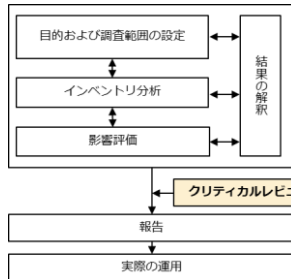 目的および調査範囲の設定
インベントリ分析
影響評価
結果の解釈
クリティカルレビュ
報告
実際の運用